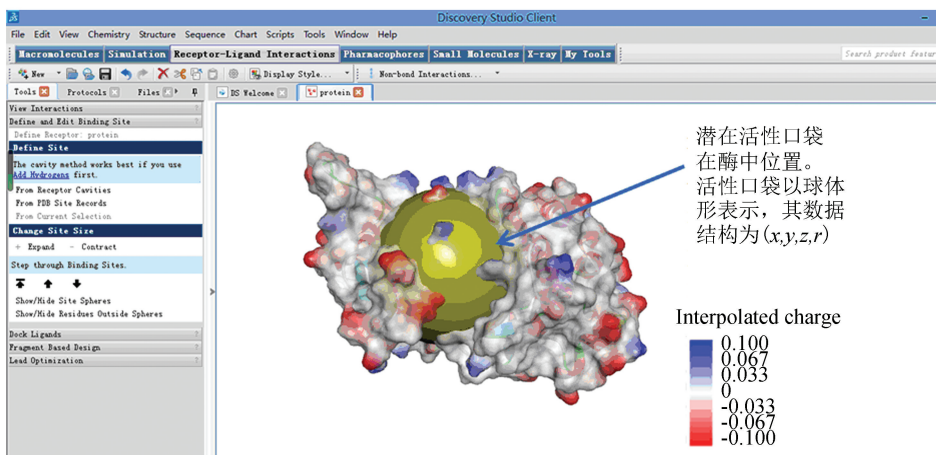 Discovery Studio Client
File Edit View Chemistry Structure Sequence Chart Scripts Tools Window Help
Macromolecules Simulation Receptor-Ligand Interactions Pharmacophores Small Molecules X-ray My Tools
Search product featur
New Display Style... Non-bond Interactions...
Tools Protocols Files DS Welcome protein
View Interactions
Define and Edit Binding Site
Define Receptor: protein
Define Site
The cavity method works best if you use
Add Hydrogens first.
From Receptor Cavities
From PDB Site Records
From Current Selection
Change Site Size
+ Expand - Contract
Step through Binding Sites.
Show/Hide Site Spheres
Show/Hide Residues Outside Spheres
Dock Ligands
Fragment Based Design
Lead Optimization
潜在活性口袋
在酶中位置。
活性口袋以球体
形表示，其数据
结构为(x,y,z,r)
Interpolated charge
0.100
0.067
0.033
0
-0.033
-0.067
-0.100